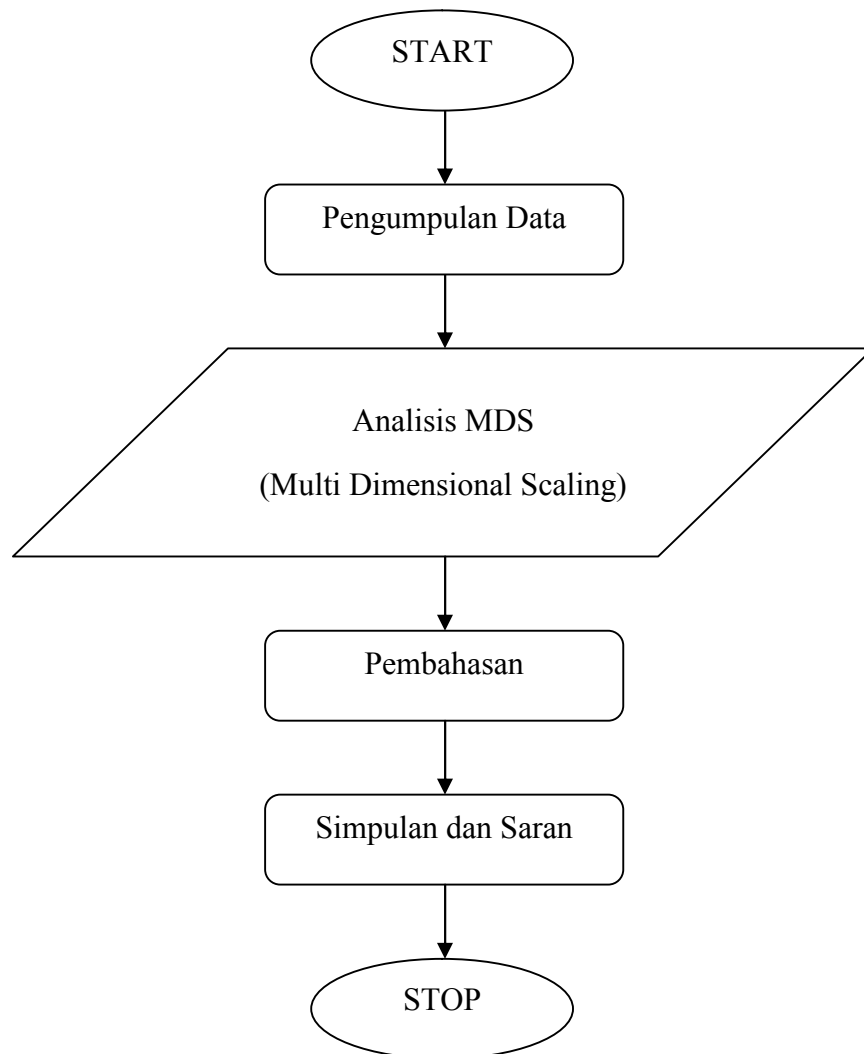 START
Pengumpulan Data
Analisis MDS
(Multi Dimensional Scaling)
Pembahasan
Simpulan dan Saran
STOP